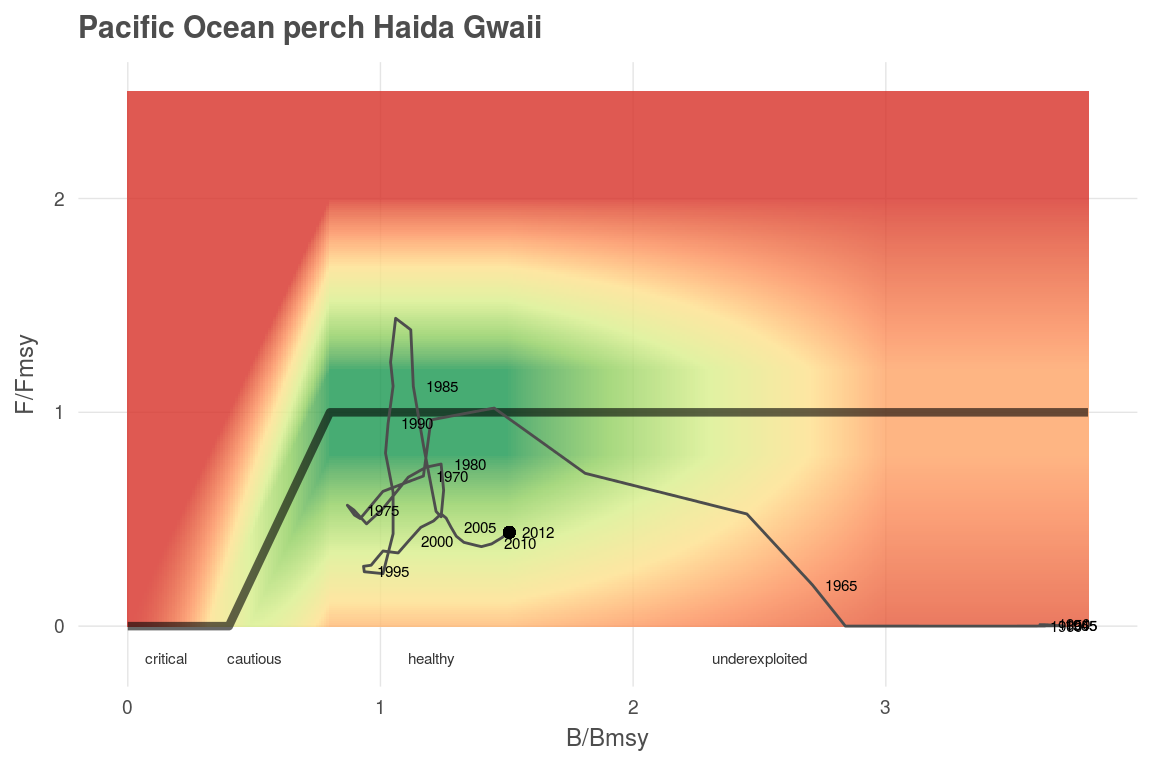 Pacific Ocean perch Haida Gwaii
F/Fmsy
2
1
0
1985
1990
1980
1970
1975
2005
2012
2010
2000
1995
1965
critical cautious healthy underexploited
0 1 2 3
B/Bmsy